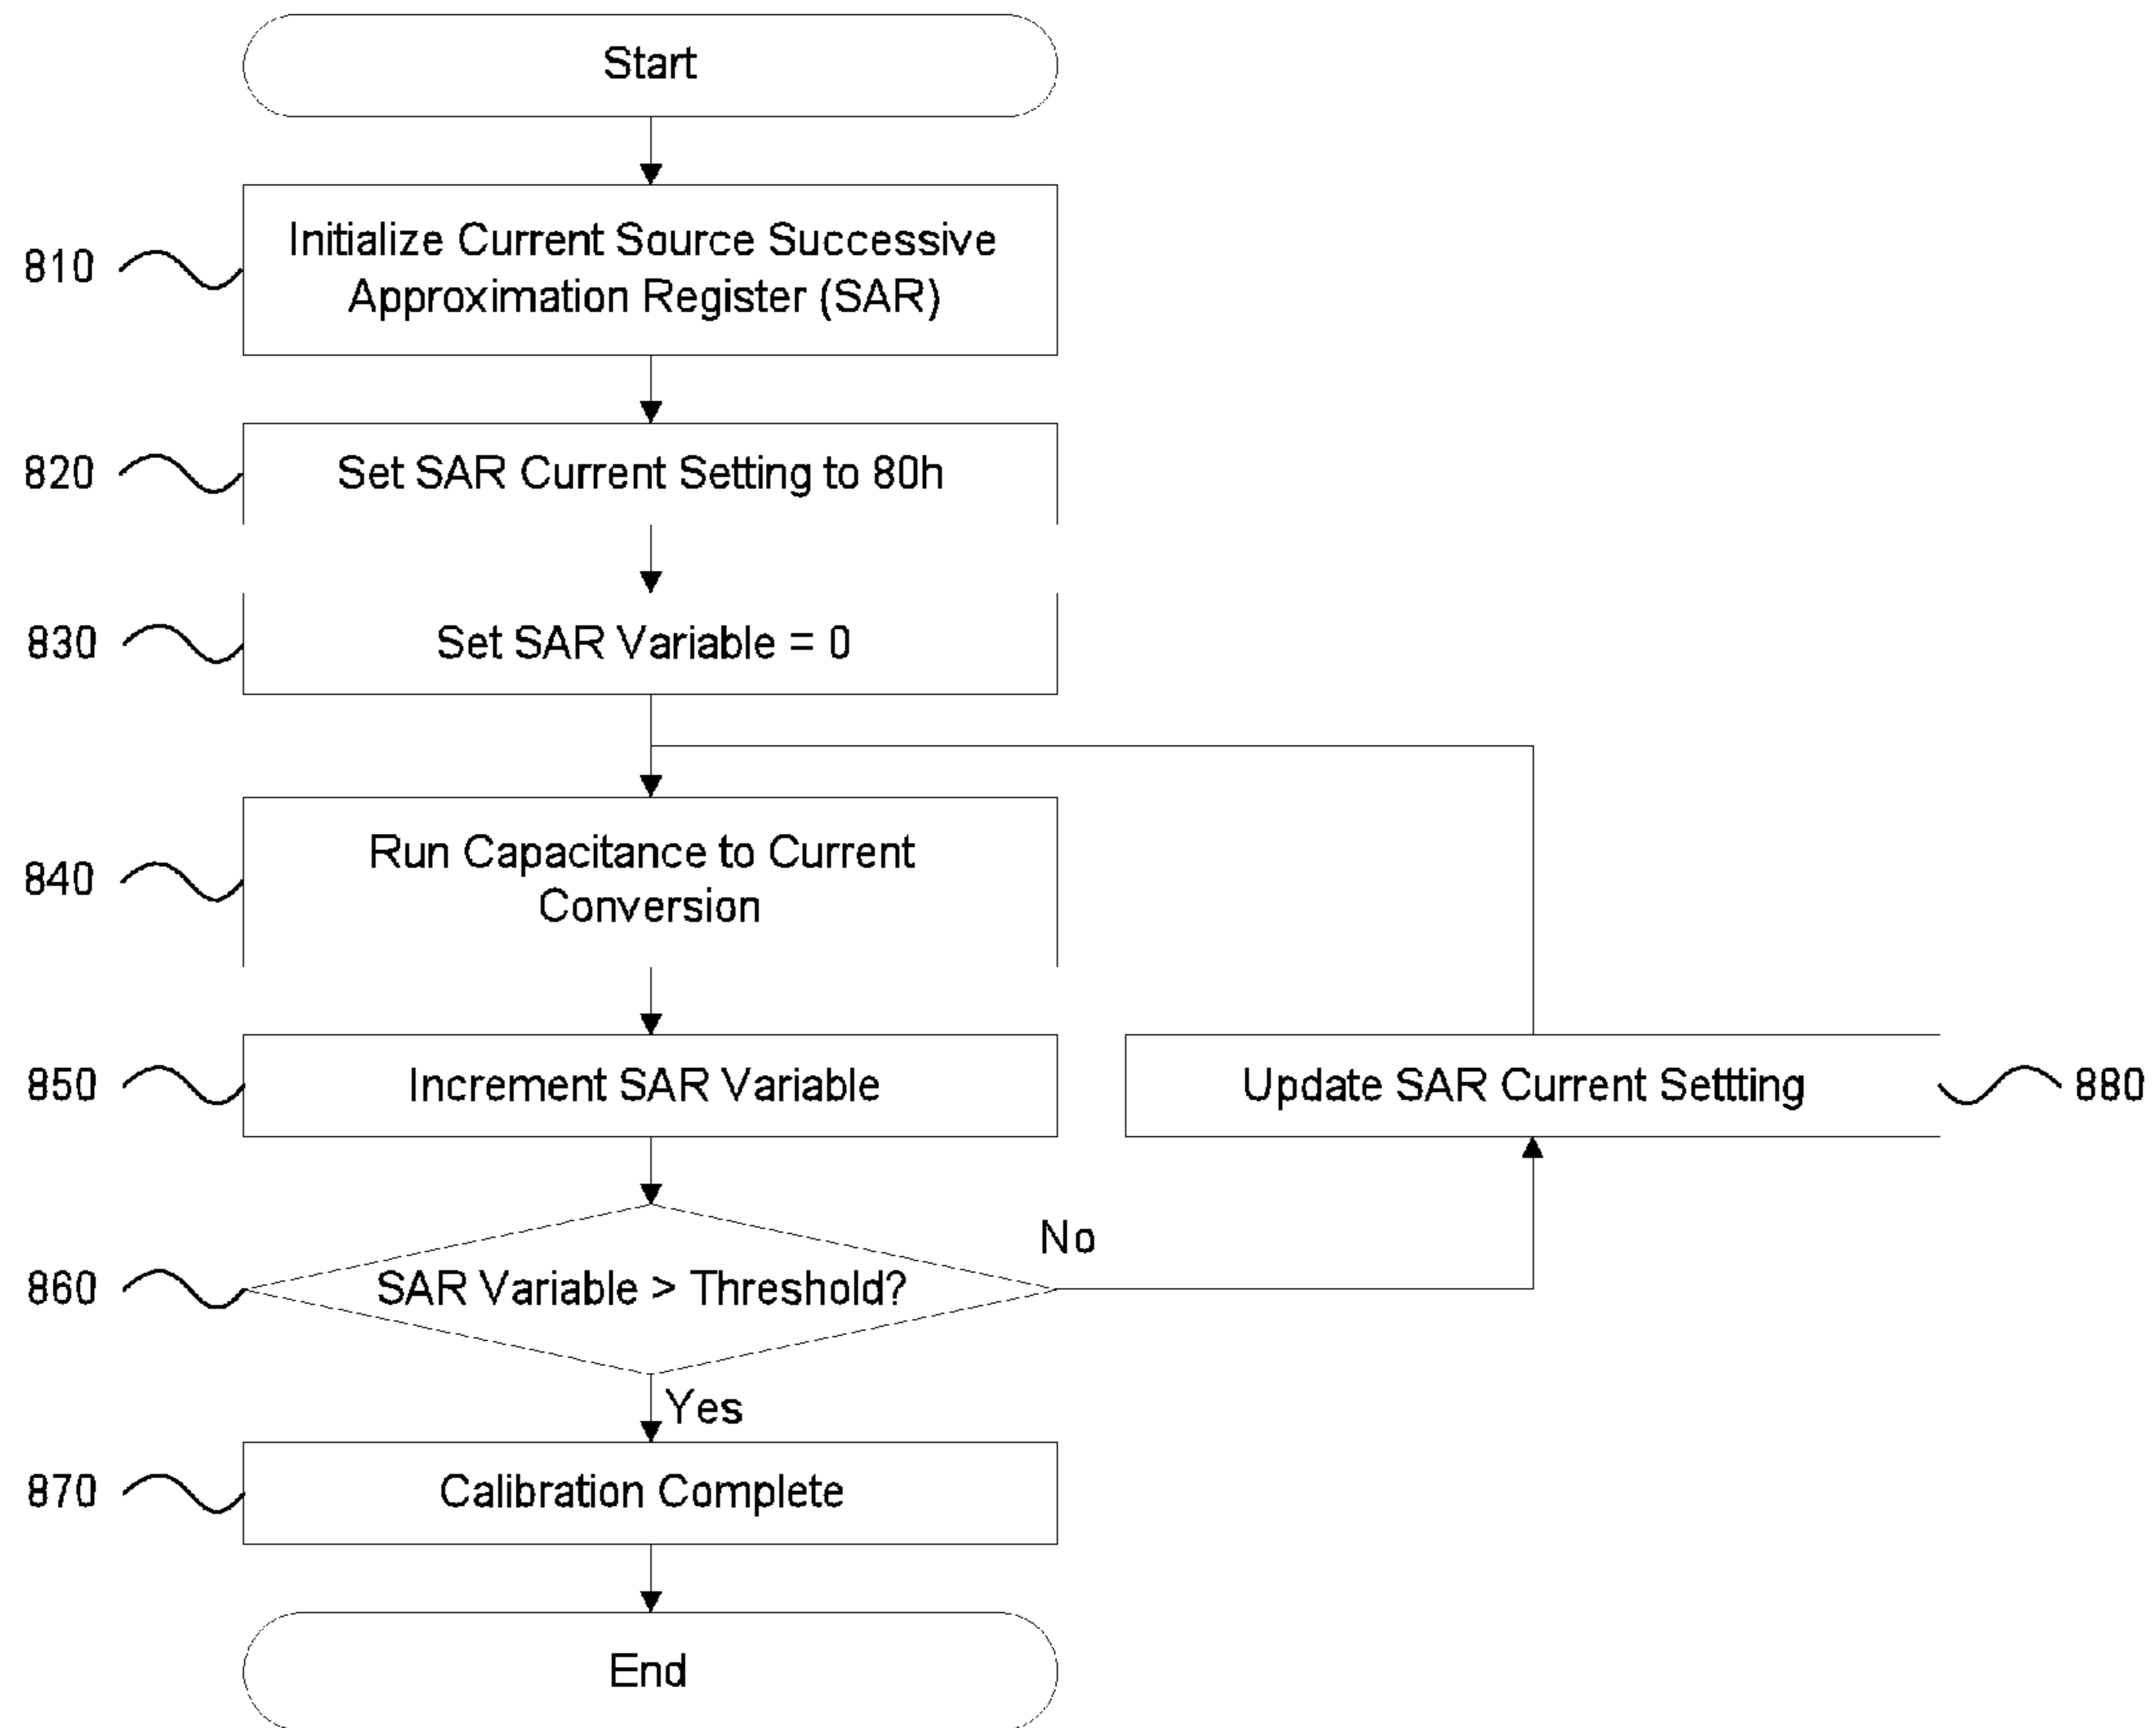 Start
810
Initialize Current Source Successive
Approximation Register (SAR)
820
Set SAR Current Setting to 80h
830
Set SAR Variable = 0
840
Run Capacitance to Current
Conversion
850
Increment SAR Variable
Update SAR Current Settting
880
860
SAR Variable > Threshold?
No
Yes
870
Calibration Complete
End